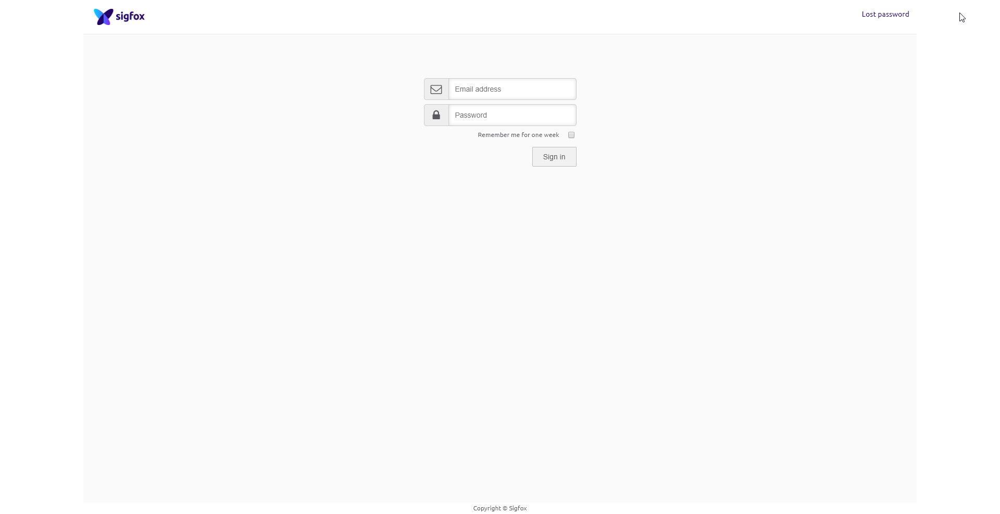 sigfox
Lost password
Email address
Password
Remember me for one week
Sign in
Copyright © Sigfox